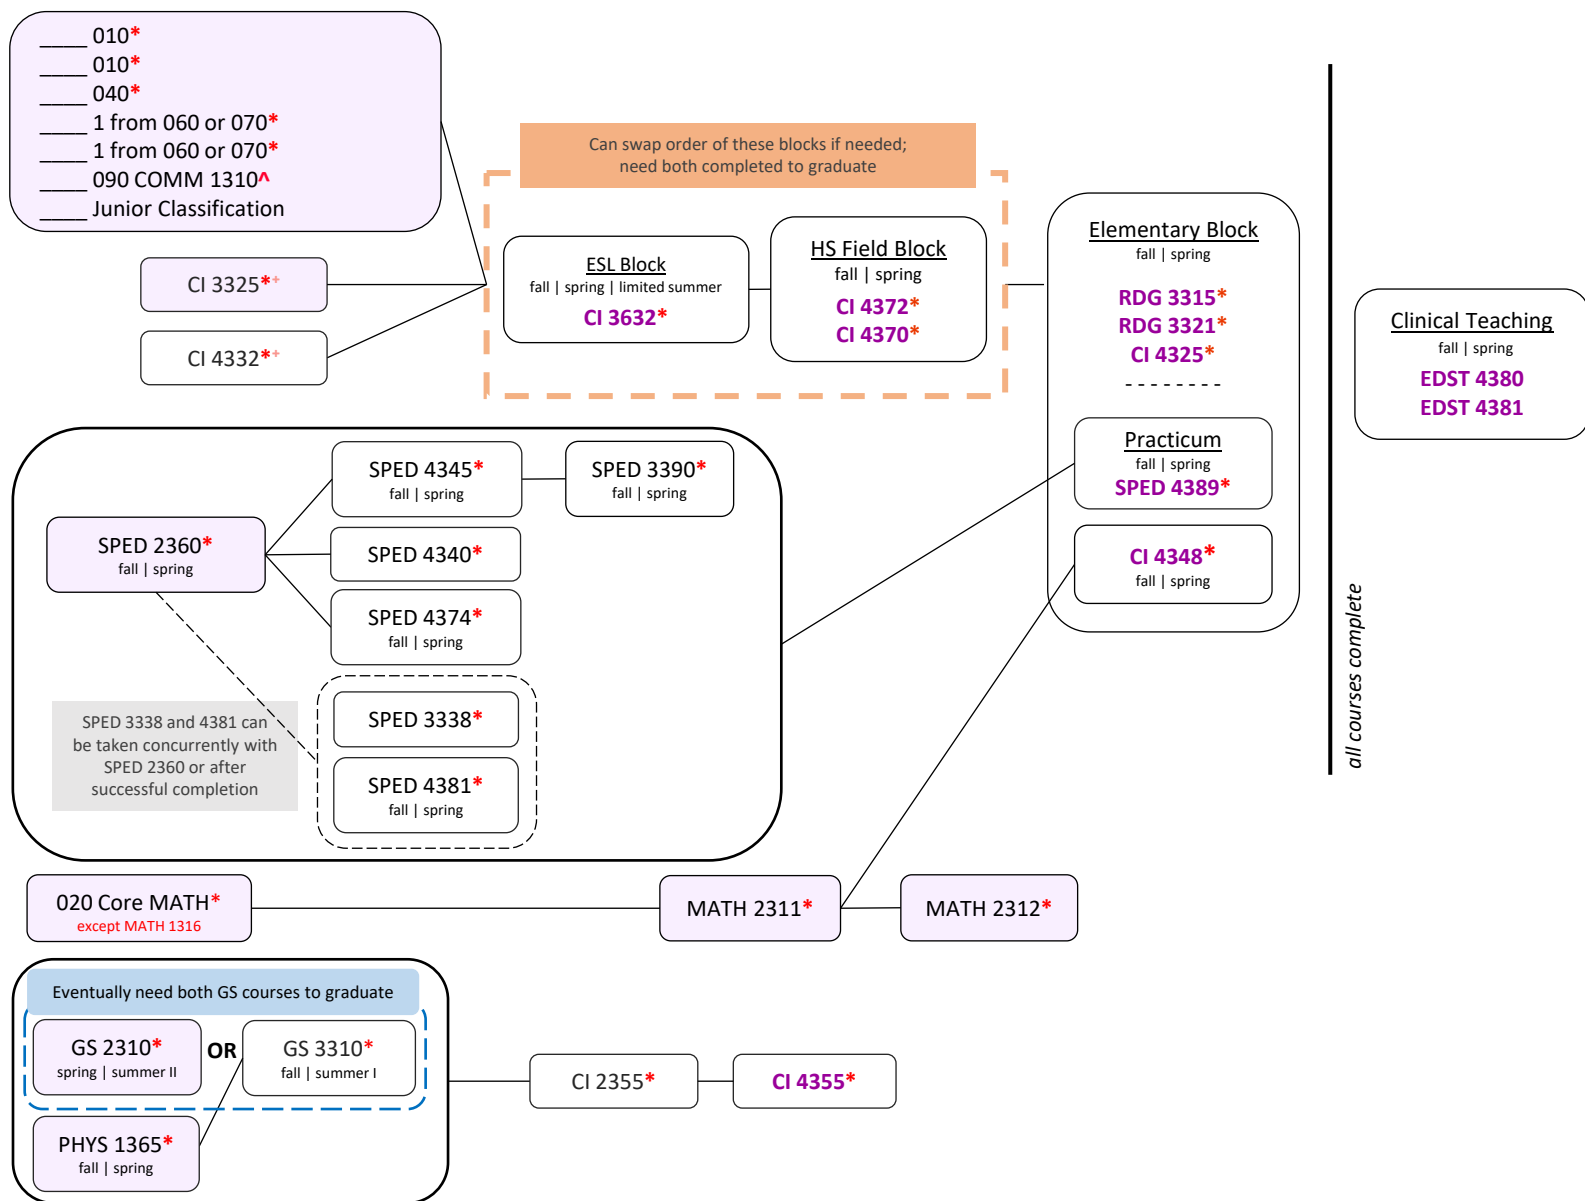 ____ 010*
____ 010*
____ 040*
____ 1 from 060 or 070*
____ 1 from 060 or 070*
____ 090 COMM 1310^
____ Junior Classification
CI 3325*+
CI 4332*+
Can swap order of these blocks if needed;
need both completed to graduate
ESL Block
fall | spring | limited summer
CI 3632*
HS Field Block
fall | spring
CI 4372*
CI 4370*
Elementary Block
fall | spring
RDG 3315*
RDG 3321*
CI 4325*
- - - - - - - -
Practicum
fall | spring
SPED 4389*
CI 4348*
fall | spring
all courses complete
Clinical Teaching
fall | spring
EDST 4380
EDST 4381
SPED 2360*
fall | spring
SPED 4345*
fall | spring
SPED 3390*
fall | spring
SPED 4340*
SPED 4374*
fall | spring
SPED 3338 and 4381 can
be taken concurrently with
SPED 2360 or after
successful completion
SPED 3338*
SPED 4381*
fall | spring
020 Core MATH*
except MATH 1316
MATH 2311*
MATH 2312*
Eventually need both GS courses to graduate
GS 2310*
spring | summer II
OR
GS 3310*
fall | summer I
PHYS 1365*
fall | spring
CI 2355*
CI 4355*